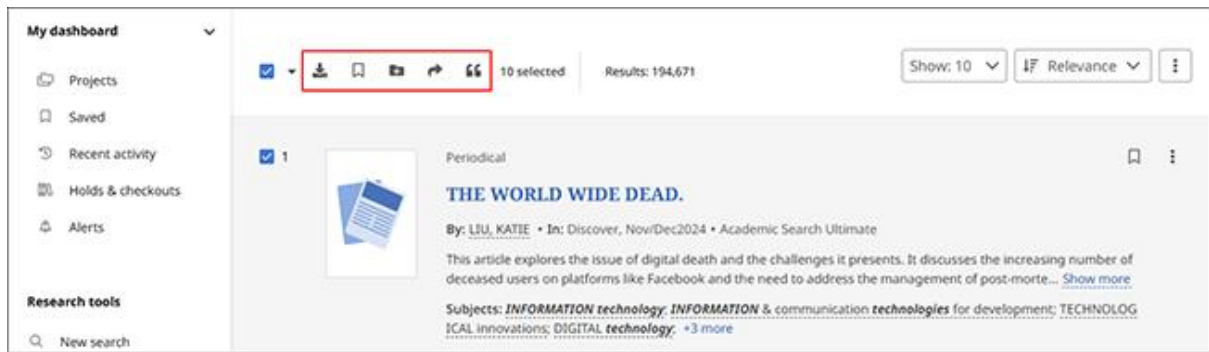 My dashboard
Projects
Saved
Recent activity
Holds & checkouts
Alerts
Research tools
New search
10 selected
Results: 194,671
Show: 10
Relevance
1
Periodical
THE WORLD WIDE DEAD.
By: LIU, KATIE • In: Discover, Nov/Dec2024 • Academic Search Ultimate
This article explores the issue of digital death and the challenges it presents. It discusses the increasing number of
deceased users on platforms like Facebook and the need to address the management of post-morte... Show more
Subjects: INFORMATION technology; INFORMATION & communication technologies for development; TECHNOLOG
ICAL innovations; DIGITAL technology; +3 more